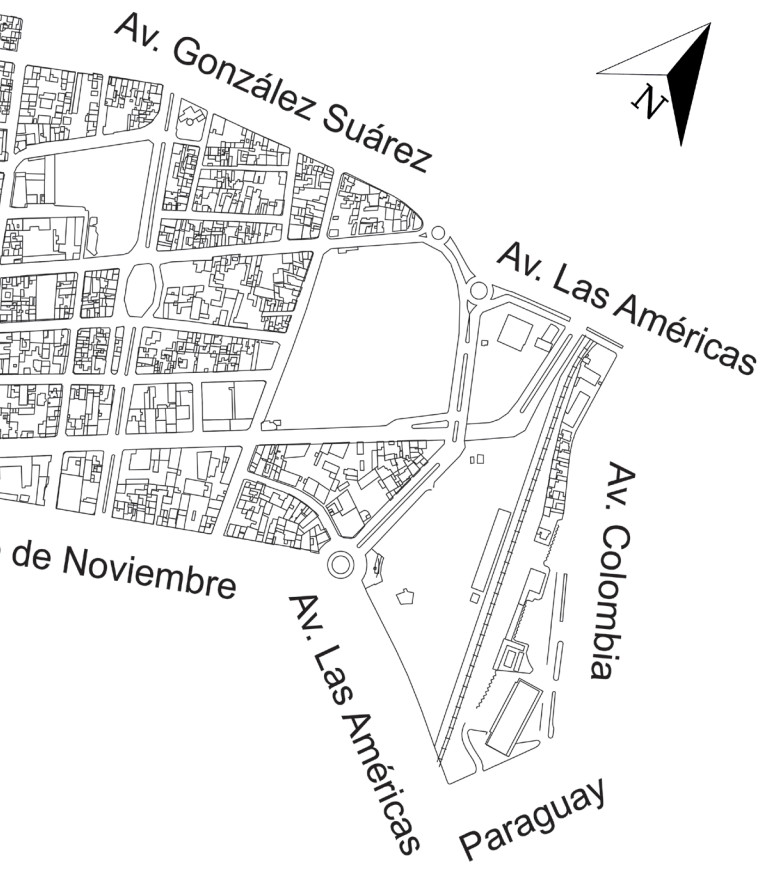 Av. González Suárez
N
Av. Las Américas
Av. Colombia
de Noviembre
Av. Las Américas
Paraguay